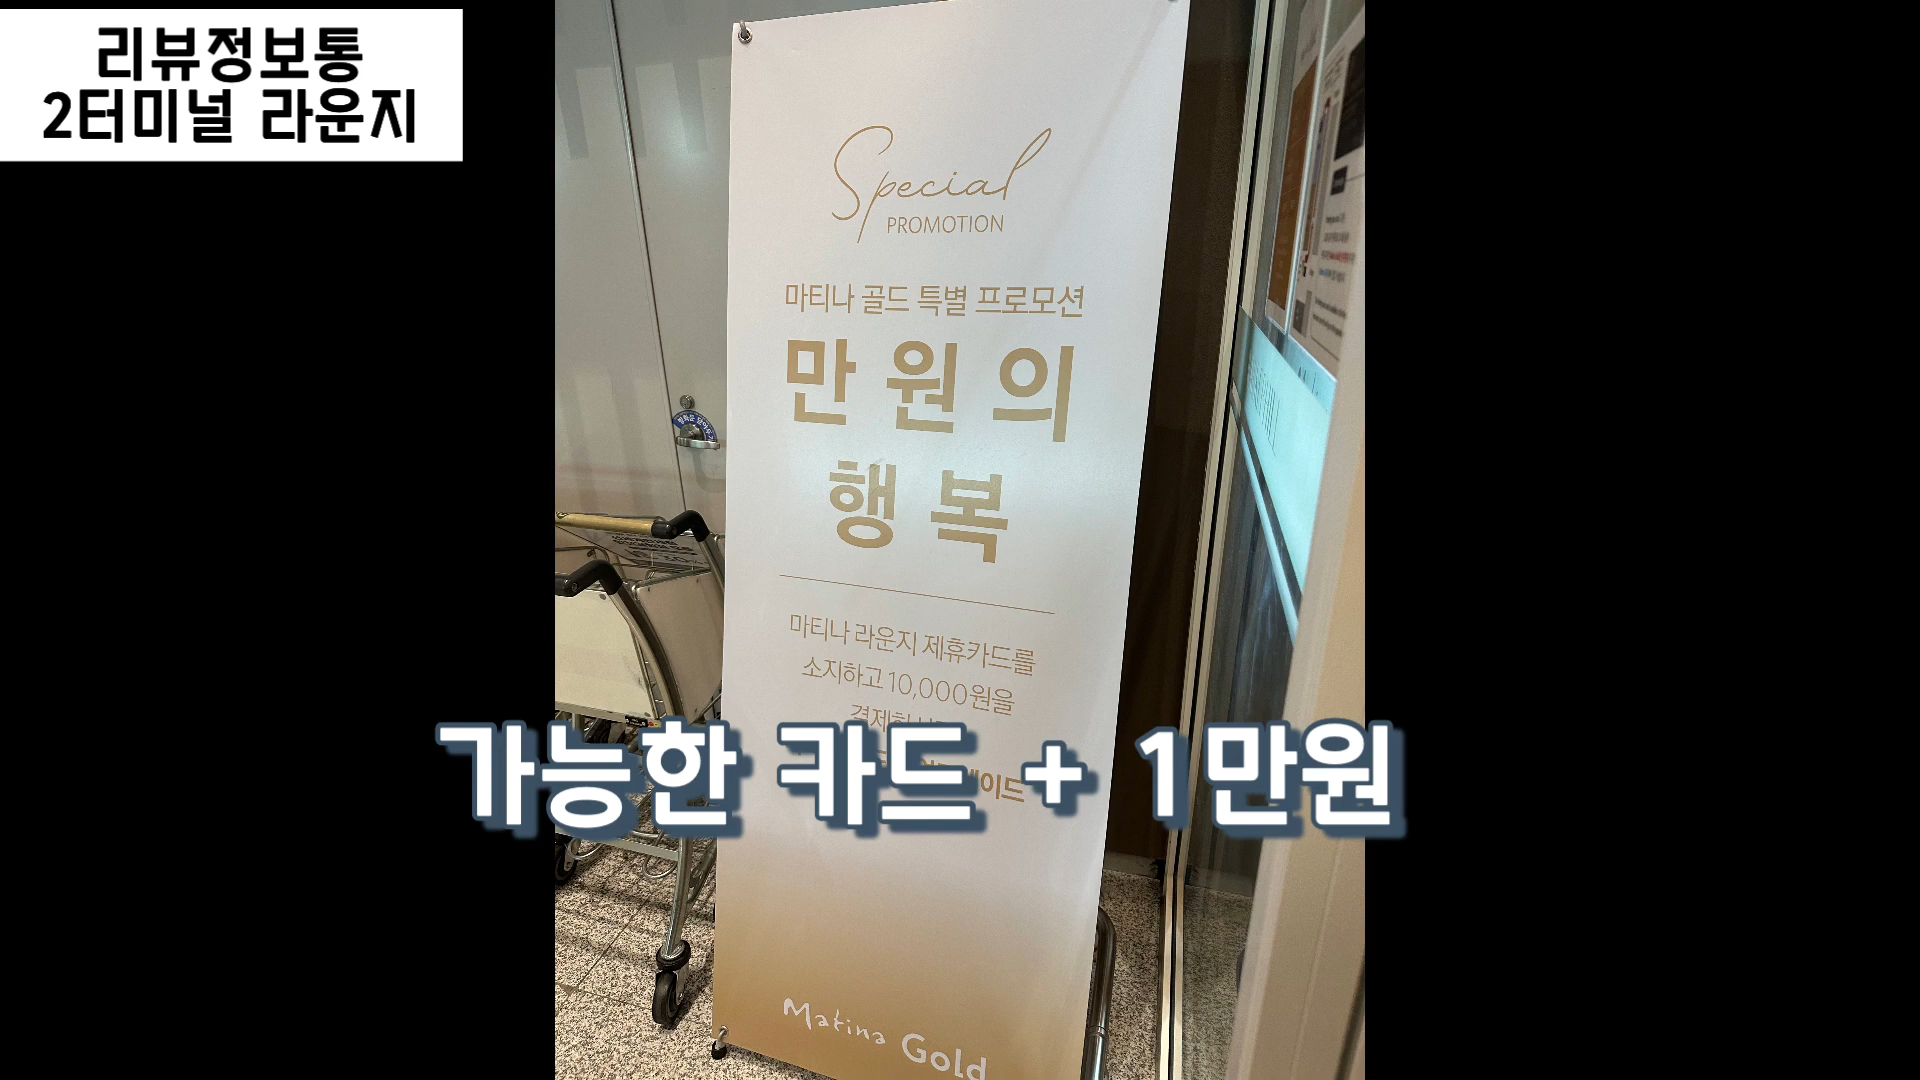 리뷰정보통
2터미널 라운지
Special
PROMOTION
마티나 골드 특별 프로모션
만원의
행복
마티나 라운지 제휴카드를
소지하고 10,000원을
가능한 카드 + 1만원
Matina Gold